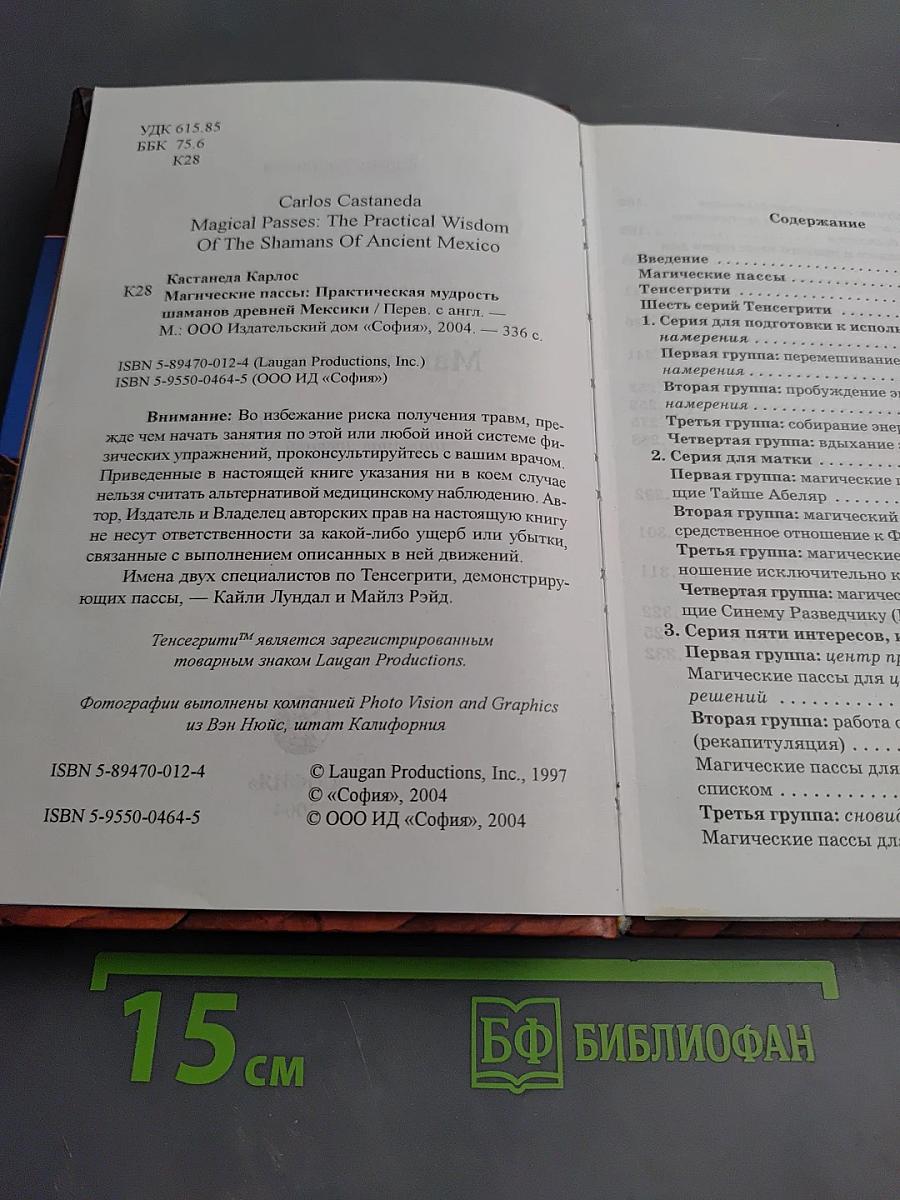 УДК 615.85
ББК 75.6
К28
Carlos Castaneda
Magical Passes: The Practical Wisdom
Of The Shamans Of Ancient Mexico
Кастанеда Карлос
К28 Магические пассы: Практическая мудрость
шаманов древней Мексики / Перев. с англ. —
М.: ООО Издательский дом «София», 2004. — 336 с.
ISBN 5-89470-012-4 (Laugan Productions, Inc.)
ISBN 5-9550-0464-5 (ООО ИД «София»)
Внимание: Во избежание риска получения травм, пре-
жде чем начать занятия по этой или любой иной системе фи-
зических упражнений, проконсультируйтесь с вашим врачом.
Приведенные в настоящей книге указания ни в коем случае
нельзя считать альтернативой медицинскому наблюдению. Ав-
тор, Издатель и Владелец авторских прав на настоящую книгу
не несут ответственности за какой-либо ущерб или убытки,
связанные с выполнением описанных в ней движений.
Имена двух специалистов по Тенсегрити, демонстрирую-
ющих пассы, — Кайли Лундал и Майлз Рэйд.
Тенсегрити™ является зарегистрированным
товарным знаком Laugan Productions.
Фотографии выполнены компанией Photo Vision and Graphics
из Вэн Нюйс, штат Калифорния
ISBN 5-89470-012-4
ISBN 5-9550-0464-5
© Laugan Productions, Inc., 1997
© «София», 2004
© ООО ИД «София», 2004
Содержание
Введение
Магические пассы
Тенсегрити
Шесть серий Тенсегрити
1. Серия для подготовки к
намерения
Первая группа: перемешивание
намерения
Вторая группа: пробуждение
намерения
Третья группа: собирание
Четвертая группа: вдыхание
2. Серия для матки
Первая группа: магические
щие Тайше Абеляр
Вторая группа: магический
средственное отношение к
Третья группа: магические
ношение исключительно к
Четвертая группа:
щие Синему Разведчику
3. Серия пяти интересов,
Первая группа: центр
Магические пассы для
решений
Вторая группа: работа
(рекапитуляция)
Магические пассы для
списком
Третья группа:
Магические пассы
15 см
БФ БИБЛИОФАН